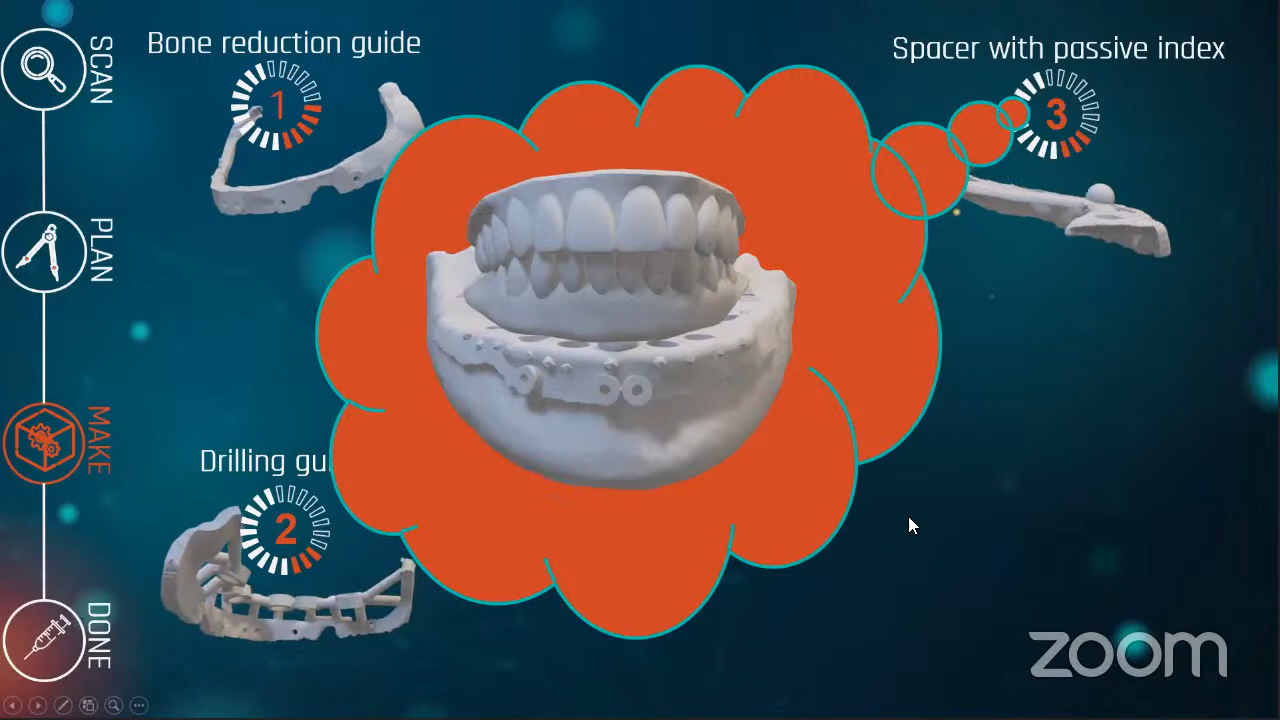 SCAN
PLAN
MAKE
DONE
Bone reduction guide
1
Spacer with passive index
3
Drilling gu
2
zoom